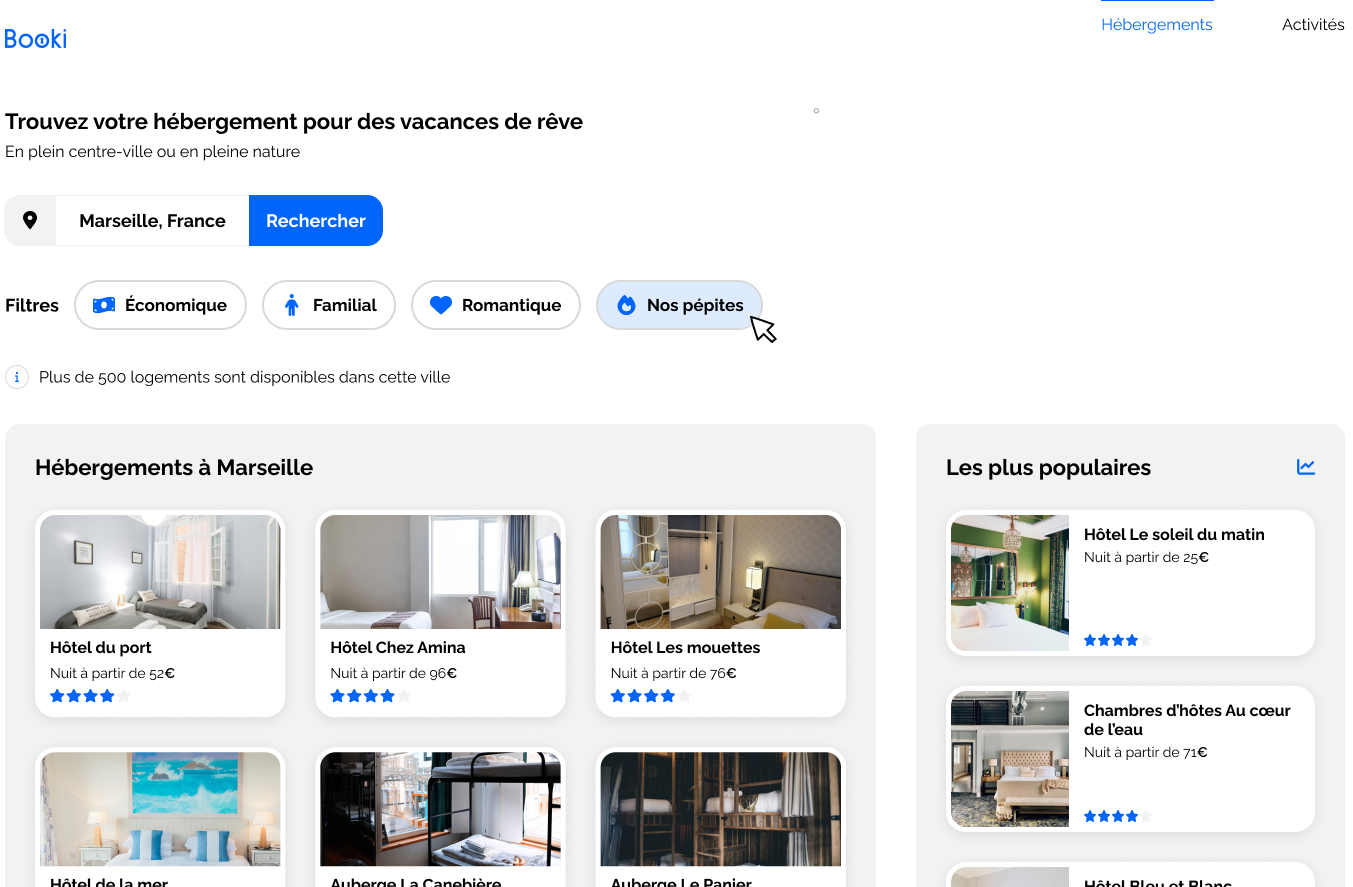 Booki
Hébergements
Activités
Trouvez votre hébergement pour des vacances de rêve
En plein centre-ville ou en pleine nature
Marseille, France
Rechercher
Filtres
Économique
Familial
Romantique
Nos pépites
i
Plus de 500 logements sont disponibles dans cette ville
Hébergements à Marseille
Hôtel du port
Nuit à partir de 52€
Hôtel Chez Amina
Nuit à partir de 96€
Hôtel Les mouettes
Nuit à partir de 76€
Hôtel de la mer
Auberge La Canebière
Auberge Le Panier
Les plus populaires
Hôtel Le soleil du matin
Nuit à partir de 25€
Chambres d’hôtes Au cœur
de l’eau
Nuit à partir de 71€
Hôtel Bleu et Blanc